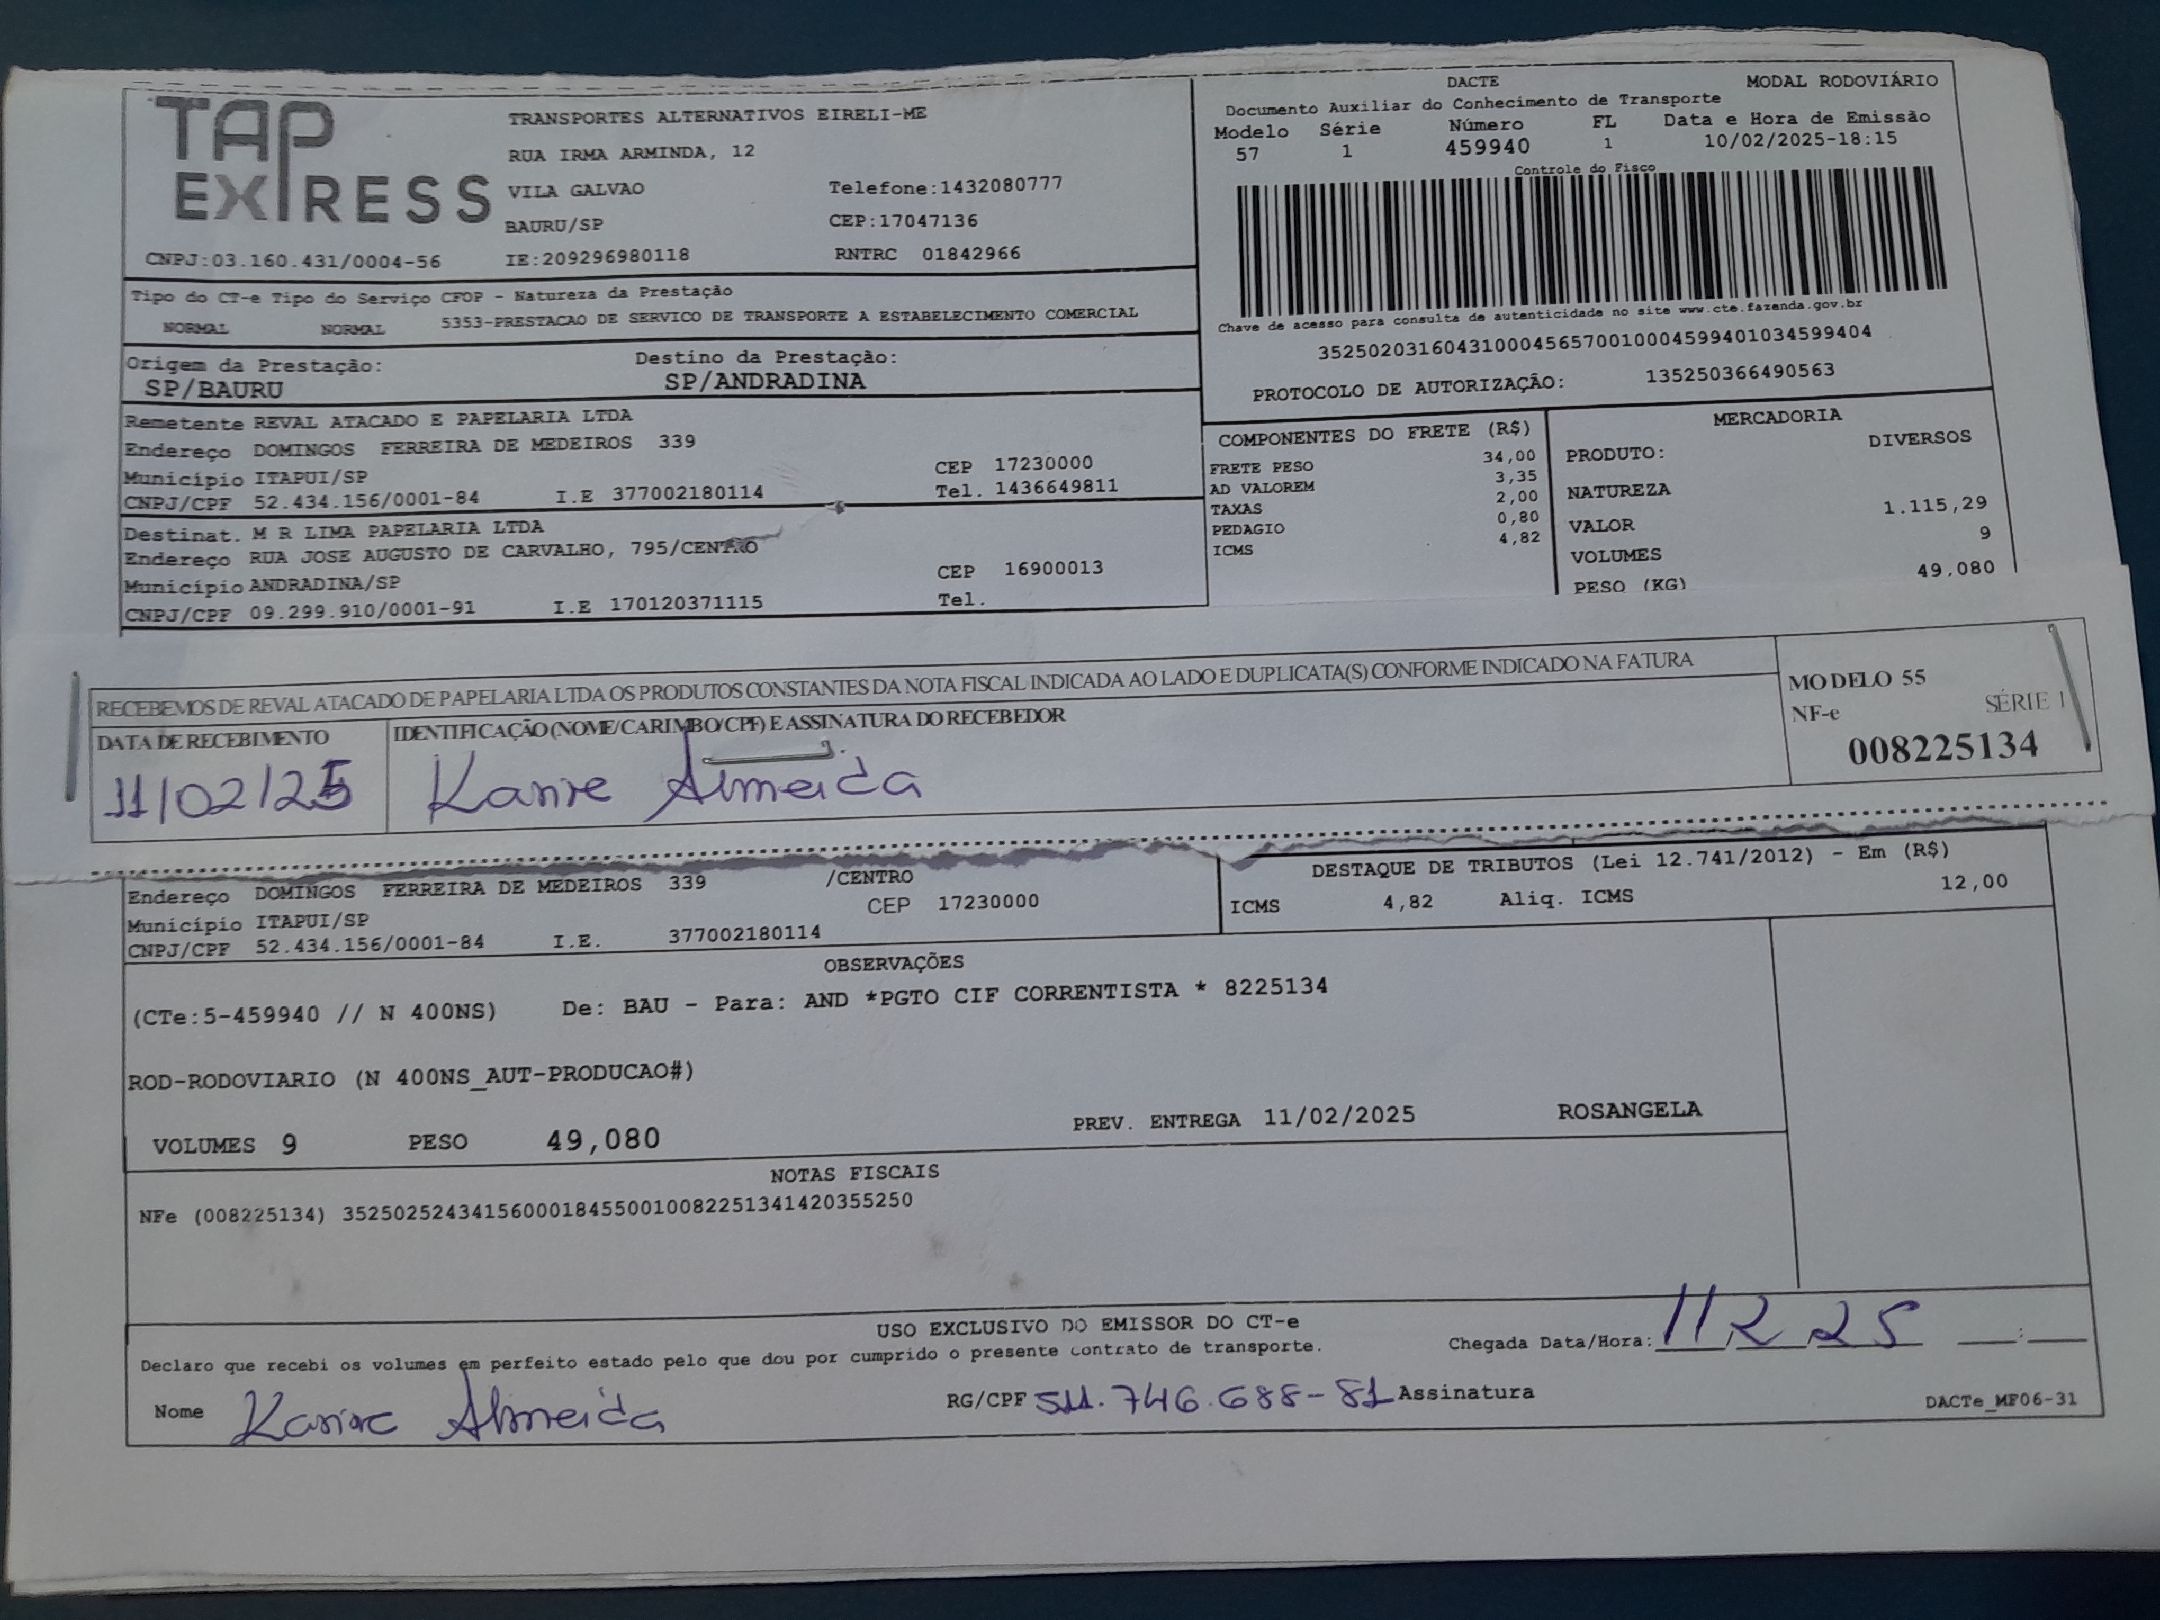 TAP
EXPRESS
TRANSPORTES ALTERNATIVOS EIRELI-ME
RUA IRMA ARMINDA, 12
VILA GALVAO Telefone:1432080777
BAURU/SP CEP:17047136
CNPJ:03.160.431/0004-56 IE:209296980118 RNTRC 01842966
DACTE MODAL RODOVIÁRIO
Documento Auxiliar do Conhecimento de Transporte
Modelo Série Número FL Data e Hora de Emissão
57 1 459940 1 10/02/2025-18:15
Controle do Fisco
Chave de acesso para consulta de autenticidade no site www.cte.fazenda.gov.br
35250203160431000456570010004599401034599404
PROTOCOLO DE AUTORIZAÇÃO: 135250366490563
Tipo do CT-e Tipo do Serviço CFOP - Natureza da Prestação
NORMAL NORMAL 5353-PRESTACAO DE SERVICO DE TRANSPORTE A ESTABELECIMENTO COMERCIAL
Origem da Prestação: Destino da Prestação:
SP/BAURU SP/ANDRADINA
Remetente REVAL ATACADO E PAPELARIA LTDA
Endereço DOMINGOS FERREIRA DE MEDEIROS 339
Município ITAPUI/SP CEP 17230000
CNPJ/CPF 52.434.156/0001-84 I.E 377002180114 Tel. 1436649811
Destinat. M R LIMA PAPELARIA LTDA
Endereço RUA JOSE AUGUSTO DE CARVALHO, 795/CENTRO
Município ANDRADINA/SP CEP 16900013
CNPJ/CPF 09.299.910/0001-91 I.E 170120371115 Tel.
COMPONENTES DO FRETE (R$)
FRETE PESO 34,00
AD VALOREM 3,35
TAXAS 2,00
PEDAGIO 0,80
ICMS 4,82
MERCADORIA
PRODUTO: DIVERSOS
NATUREZA
VALOR 1.115,29
VOLUMES 9
PESO (KG) 49,080
RECEBEMOS DE REVAL ATACADO DE PAPELARIA LTDA OS PRODUTOS CONSTANTES DA NOTA FISCAL INDICADA AO LADO E DUPLICATA(S) CONFORME INDICADO NA FATURA
DATA DE RECEBIMENTO IDENTIFICAÇÃO (NOME/CARIMBO/CPF) E ASSINATURA DO RECEBEDOR
11/02/25 Karine Almeida
MODELO 55
NF-e SÉRIE 1
008225134
Endereço DOMINGOS FERREIRA DE MEDEIROS 339 /CENTRO
Município ITAPUI/SP CEP 17230000
CNPJ/CPF 52.434.156/0001-84 I.E. 377002180114
DESTAQUE DE TRIBUTOS (Lei 12.741/2012) - Em (R$)
ICMS 4,82 Aliq. ICMS 12,00
OBSERVAÇÕES
(CTe:5-459940 // N 400NS) De: BAU - Para: AND *PGTO CIF CORRENTISTA * 8225134
ROD-RODOVIARIO (N 400NS_AUT-PRODUCAO#)
VOLUMES 9 PESO 49,080 PREV. ENTREGA 11/02/2025 ROSANGELA
NOTAS FISCAIS
NFe (008225134) 35250252434156000184550010082251341420355250
USO EXCLUSIVO DO EMISSOR DO CT-e
Declaro que recebi os volumes em perfeito estado pelo que dou por cumprido o presente contrato de transporte. Chegada Data/Hora: 11 2 25 :
Nome Karine Almeida RG/CPF 511.746.688-81 Assinatura DACTe_MF06-31